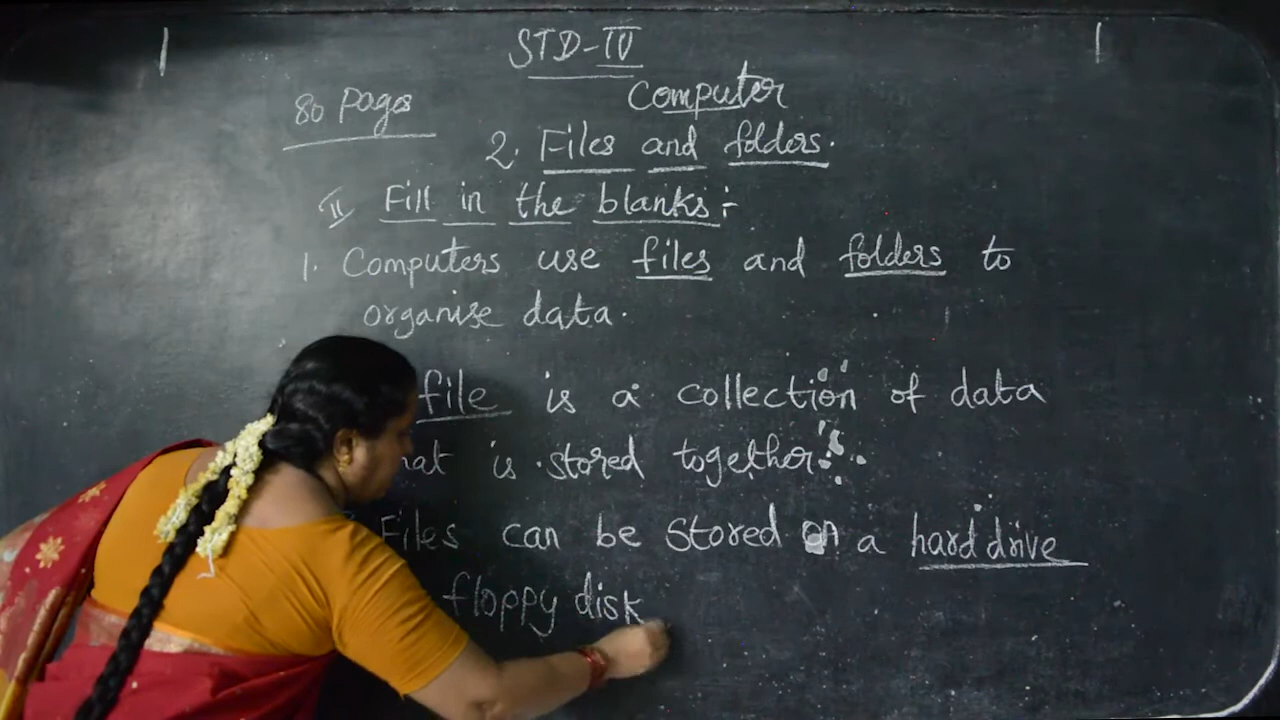 STD-IV
80 Pages
Computer
2. Files and folders.
II Fill in the blanks:-
1. Computers use files and folders to
organise data.
file is a collection of data
hat is stored together.
Files can be stored on a hard drive
floppy disk